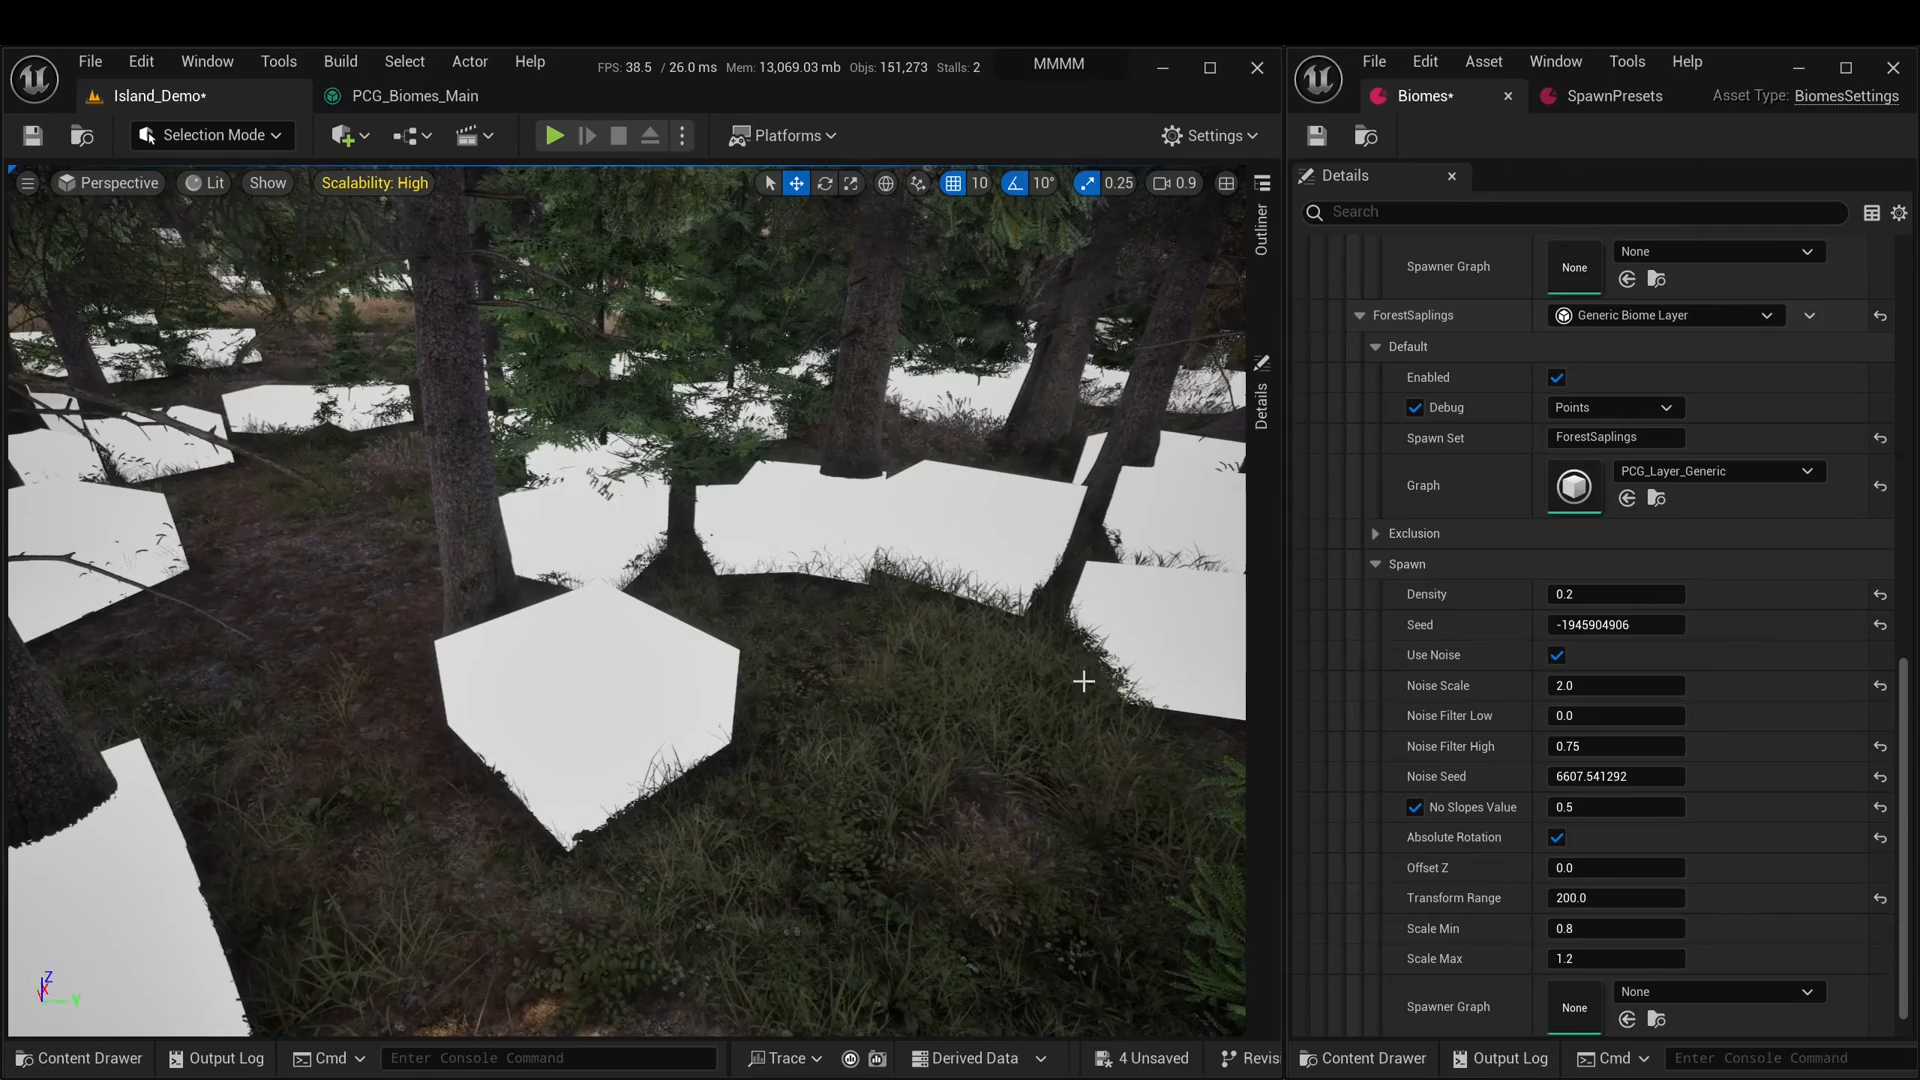 File Edit Window Tools Build Select Actor Help FPS: 38.5 / 26.0 ms Mem: 13,069.03 mb Objs: 151,273 Stalls: 2 MMMM
Island_Demo* PCG_Biomes_Main
Selection Mode Platforms Settings
Perspective Lit Show Scalability: High 10 10° 0.25 0.9
Outliner
Details
Z
X
Y
Content Drawer Output Log Cmd Enter Console Command Trace Derived Data 4 Unsaved Revis
File Edit Asset Window Tools Help
Biomes* SpawnPresets Asset Type: BiomesSettings
Details
Search
Spawner Graph None None
ForestSaplings Generic Biome Layer
Default
Enabled
Debug Points
Spawn Set ForestSaplings
Graph PCG_Layer_Generic
Exclusion
Spawn
Density 0.2
Seed -1945904906
Use Noise
Noise Scale 2.0
Noise Filter Low 0.0
Noise Filter High 0.75
Noise Seed 6607.541292
No Slopes Value 0.5
Absolute Rotation
Offset Z 0.0
Transform Range 200.0
Scale Min 0.8
Scale Max 1.2
Spawner Graph None None
Content Drawer Output Log Cmd Enter Console Command